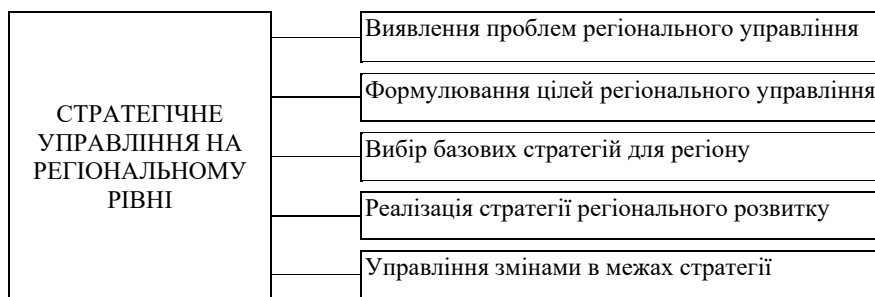 СТРАТЕГІЧНЕ
УПРАВЛІННЯ НА
РЕГІОНАЛЬНОМУ
РІВНІ
Виявлення проблем регіонального управління
Формулювання цілей регіонального управління
Вибір базових стратегій для регіону
Реалізація стратегії регіонального розвитку
Управління змінами в межах стратегії